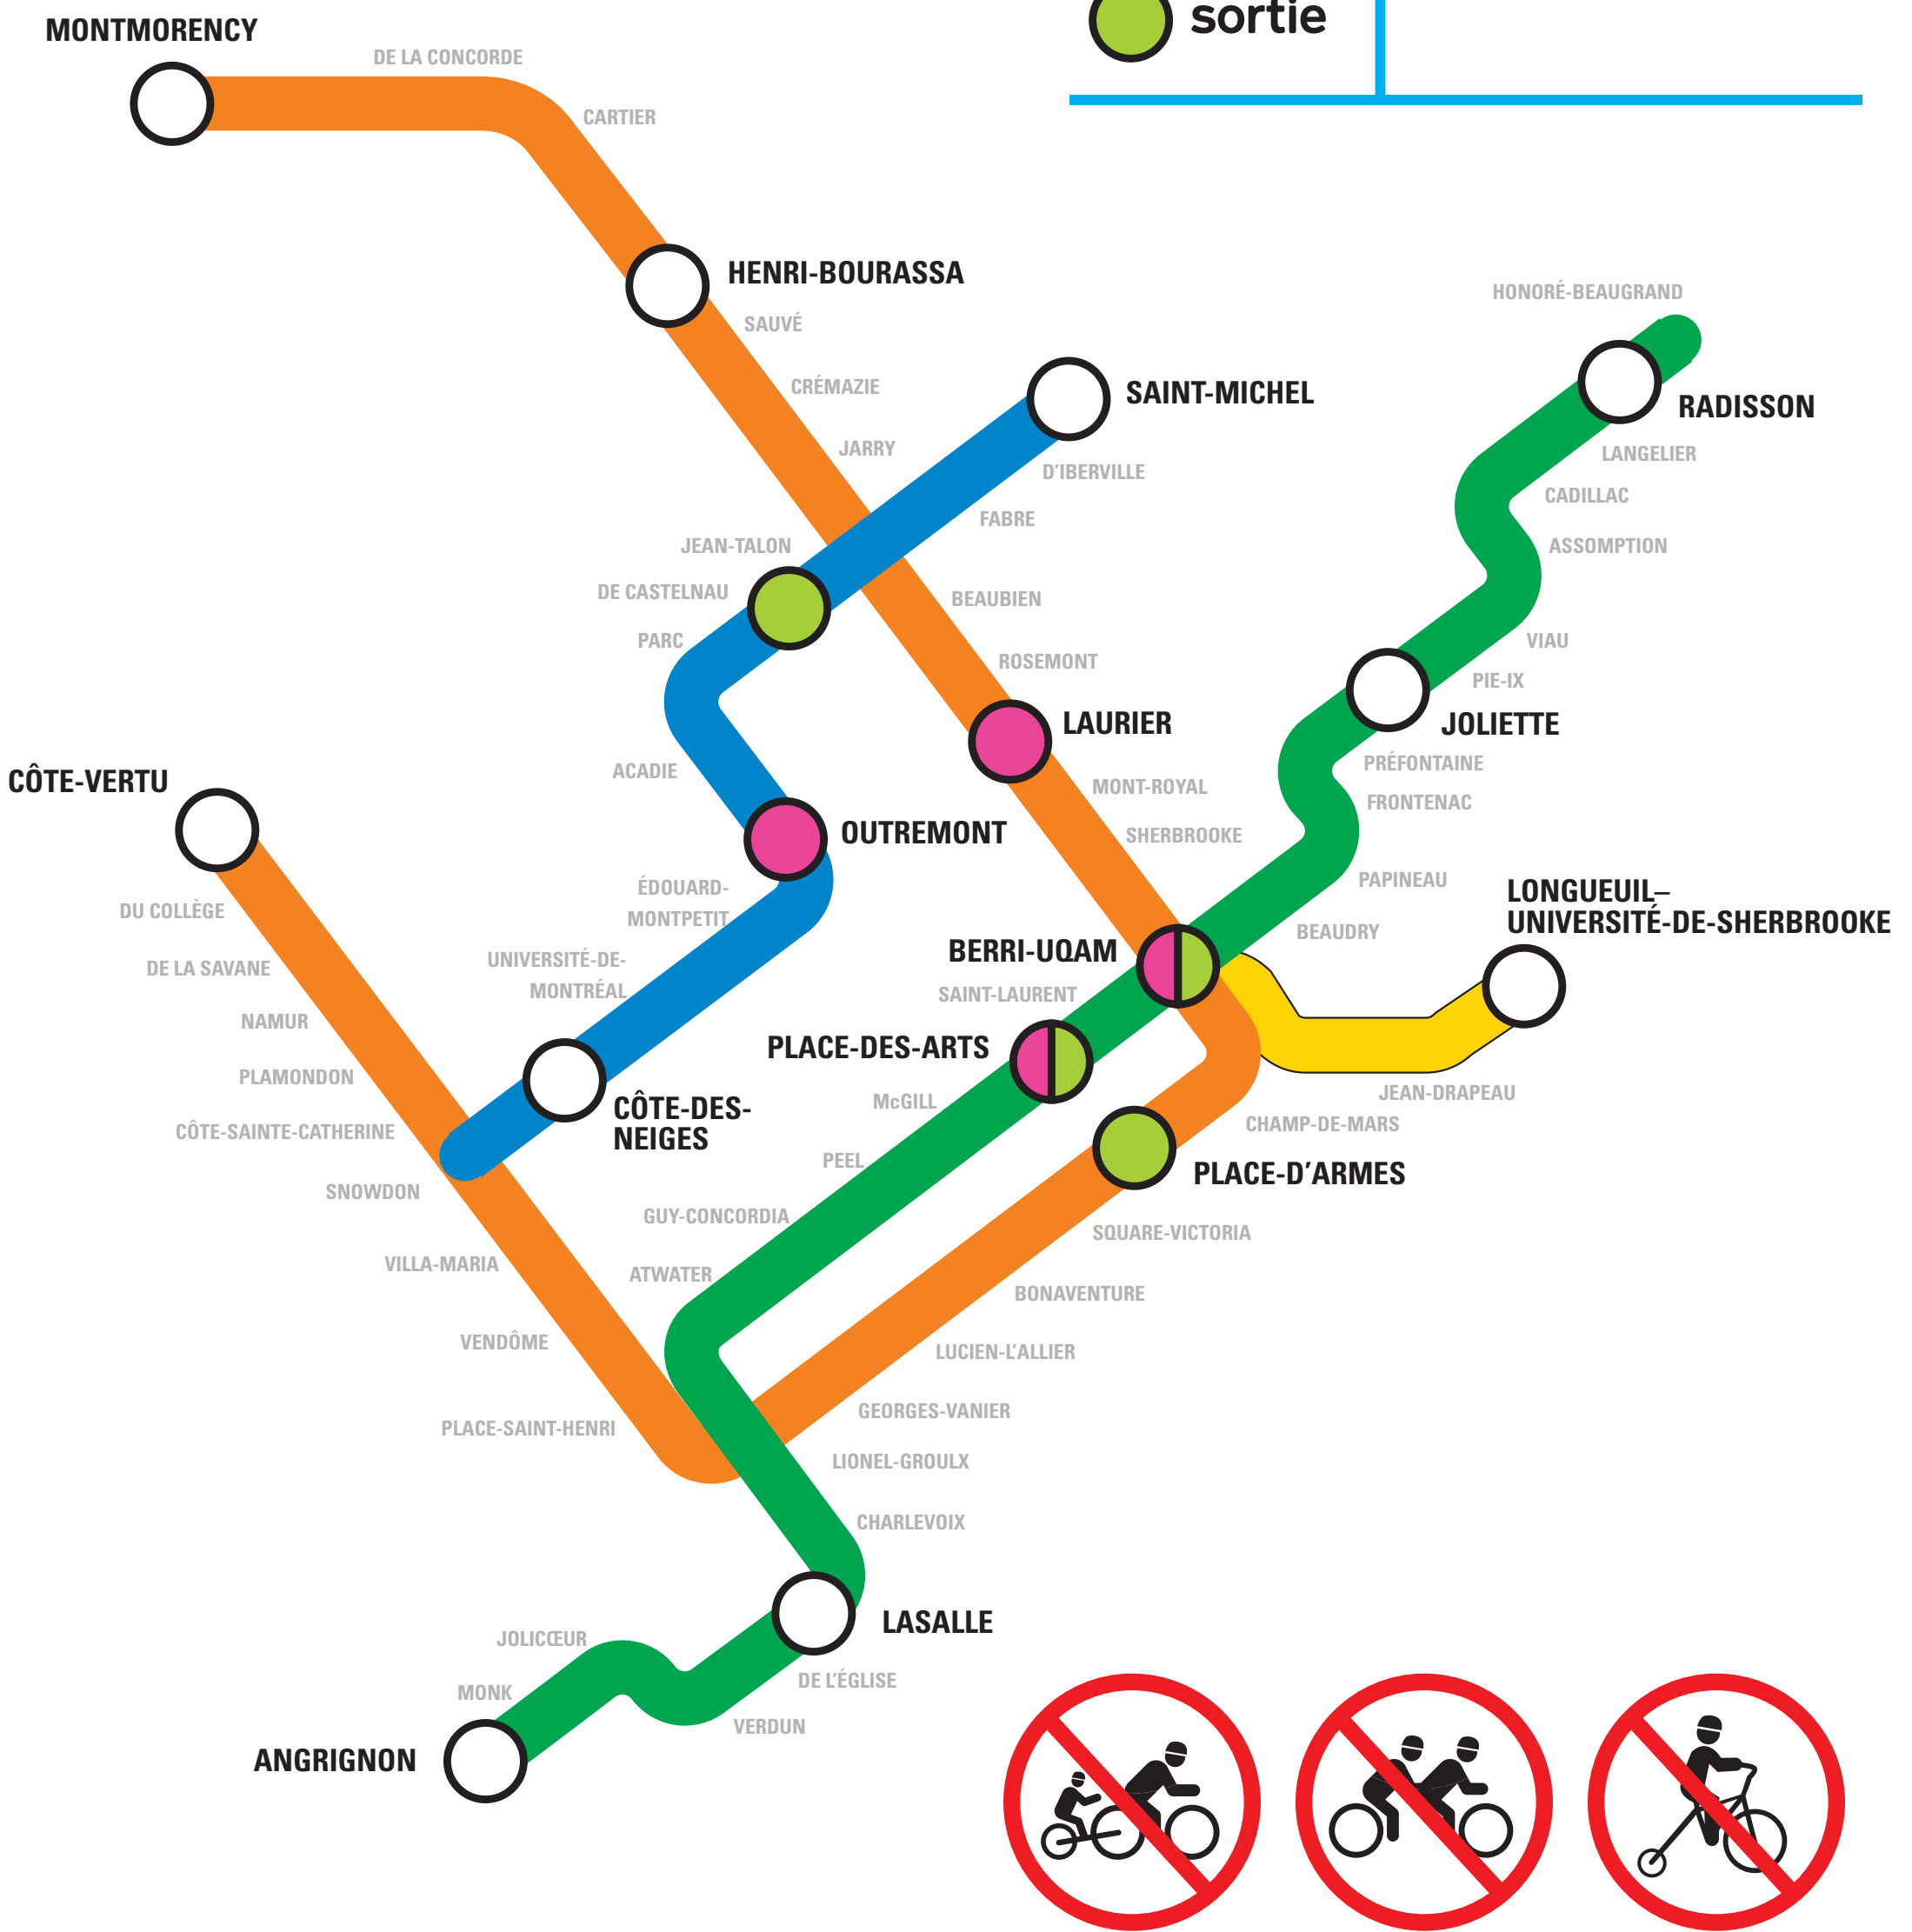 sortie
MONTMORENCY
DE LA CONCORDE
CARTIER
HENRI-BOURASSA
SAUVÉ
CRÉMAZIE
JARRY
SAINT-MICHEL
D'IBERVILLE
FABRE
JEAN-TALON
DE CASTELNAU
PARC
ACADIE
OUTREMONT
ÉDOUARD-
MONTPETIT
UNIVERSITÉ-DE-
MONTRÉAL
CÔTE-DES-
NEIGES
BEAUBIEN
ROSEMONT
LAURIER
MONT-ROYAL
SHERBROOKE
BERRI-UQAM
HONORÉ-BEAUGRAND
RADISSON
LANGELIER
CADILLAC
ASSOMPTION
VIAU
PIE-IX
JOLIETTE
PRÉFONTAINE
FRONTENAC
PAPINEAU
BEAUDRY
LONGUEUIL–
UNIVERSITÉ-DE-SHERBROOKE
JEAN-DRAPEAU
SAINT-LAURENT
PLACE-DES-ARTS
McGILL
PEEL
GUY-CONCORDIA
ATWATER
CHAMP-DE-MARS
PLACE-D'ARMES
SQUARE-VICTORIA
BONAVENTURE
LUCIEN-L'ALLIER
GEORGES-VANIER
LIONEL-GROULX
CHARLEVOIX
CÔTE-VERTU
DU COLLÈGE
DE LA SAVANE
NAMUR
PLAMONDON
CÔTE-SAINTE-CATHERINE
SNOWDON
VILLA-MARIA
VENDÔME
PLACE-SAINT-HENRI
LASALLE
DE L'ÉGLISE
VERDUN
JOLICŒUR
MONK
ANGRIGNON